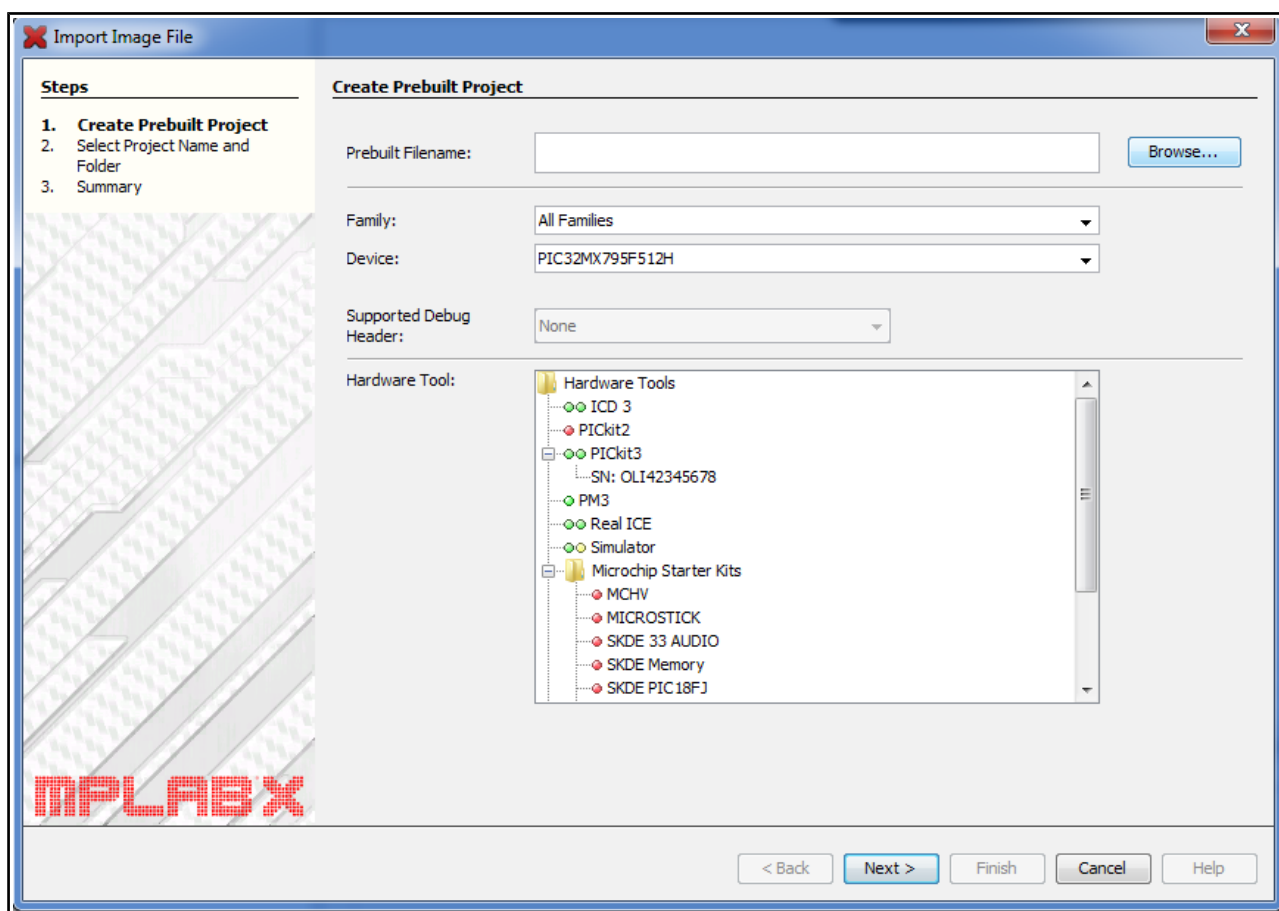 Import Image File
X
Steps
1. Create Prebuilt Project
2. Select Project Name and
Folder
3. Summary
Create Prebuilt Project
Prebuilt Filename:
Browse...
Family:
All Families
Device:
PIC32MX795F512H
Supported Debug
Header:
None
Hardware Tool:
Hardware Tools
ICD 3
PICkit2
PICkit3
SN: OLI42345678
PM3
Real ICE
Simulator
Microchip Starter Kits
MCHV
MICROSTICK
SKDE 33 AUDIO
SKDE Memory
SKDE PIC18FJ
MPLAB X
< Back
Next >
Finish
Cancel
Help